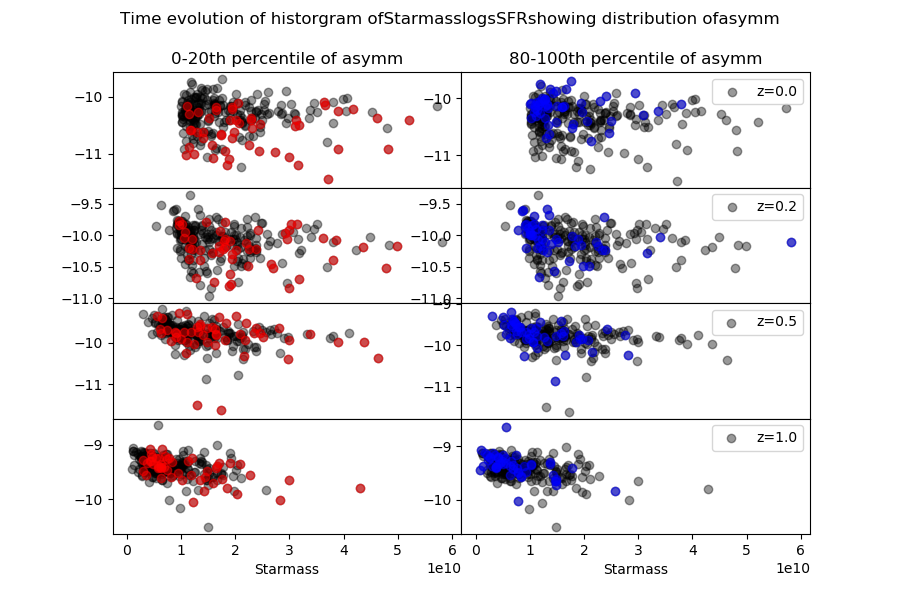 Time evolution of historgram ofStarmasslogsSFRshowing distribution ofasymm
0-20th percentile of asymm
80-100th percentile of asymm
−10
−11
−10
−11
z=0.0
−9.5
−10.0
−10.5
−11.0
−9.5
−10.0
−10.5
−11.0
z=0.2
−10
−11
−9
−10
−11
z=0.5
−9
−10
−9
−10
z=1.0
0 1 2 3 4 5 6
Starmass
1e10
0 1 2 3 4 5 6
Starmass
1e10